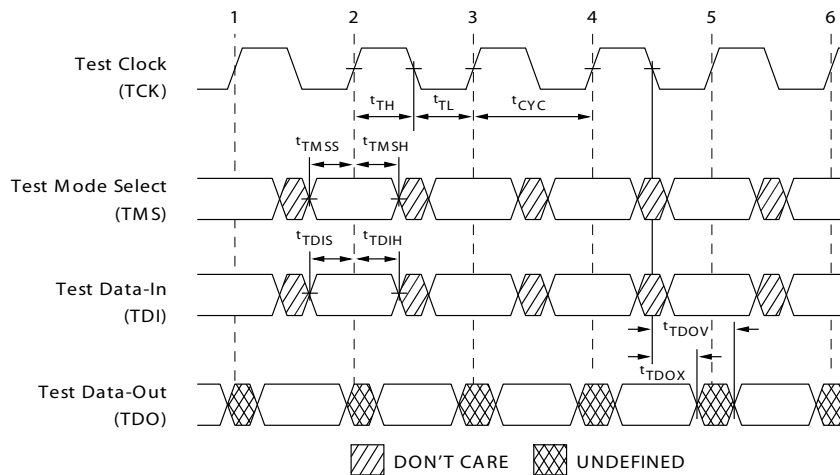 1 2 3 4 5 6
Test Clock
(TCK)
tTH tTL tCYC
tTMSS tTMSH
Test Mode Select
(TMS)
tTDIS tTDIH
Test Data-In
(TDI)
tTDOV
tTDOX
Test Data-Out
(TDO)
DON'T CARE UNDEFINED